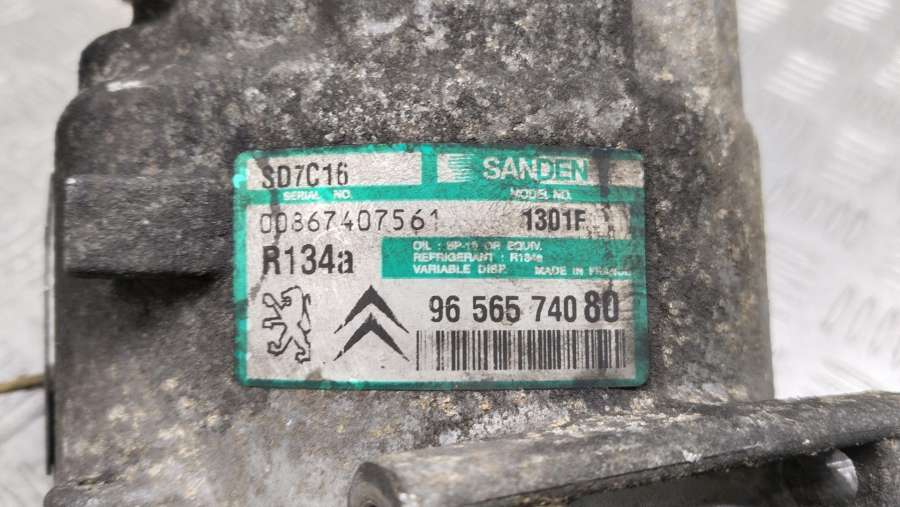 SD7C16 SANDEN
SERIAL NO. MODEL NO.
00867407561 1301F
R134a
OIL : SP-10 OR EQUIV.
REFRIGERANT : R134a
VARIABLE DISP. MADE IN FRANCE
96 565 740 80